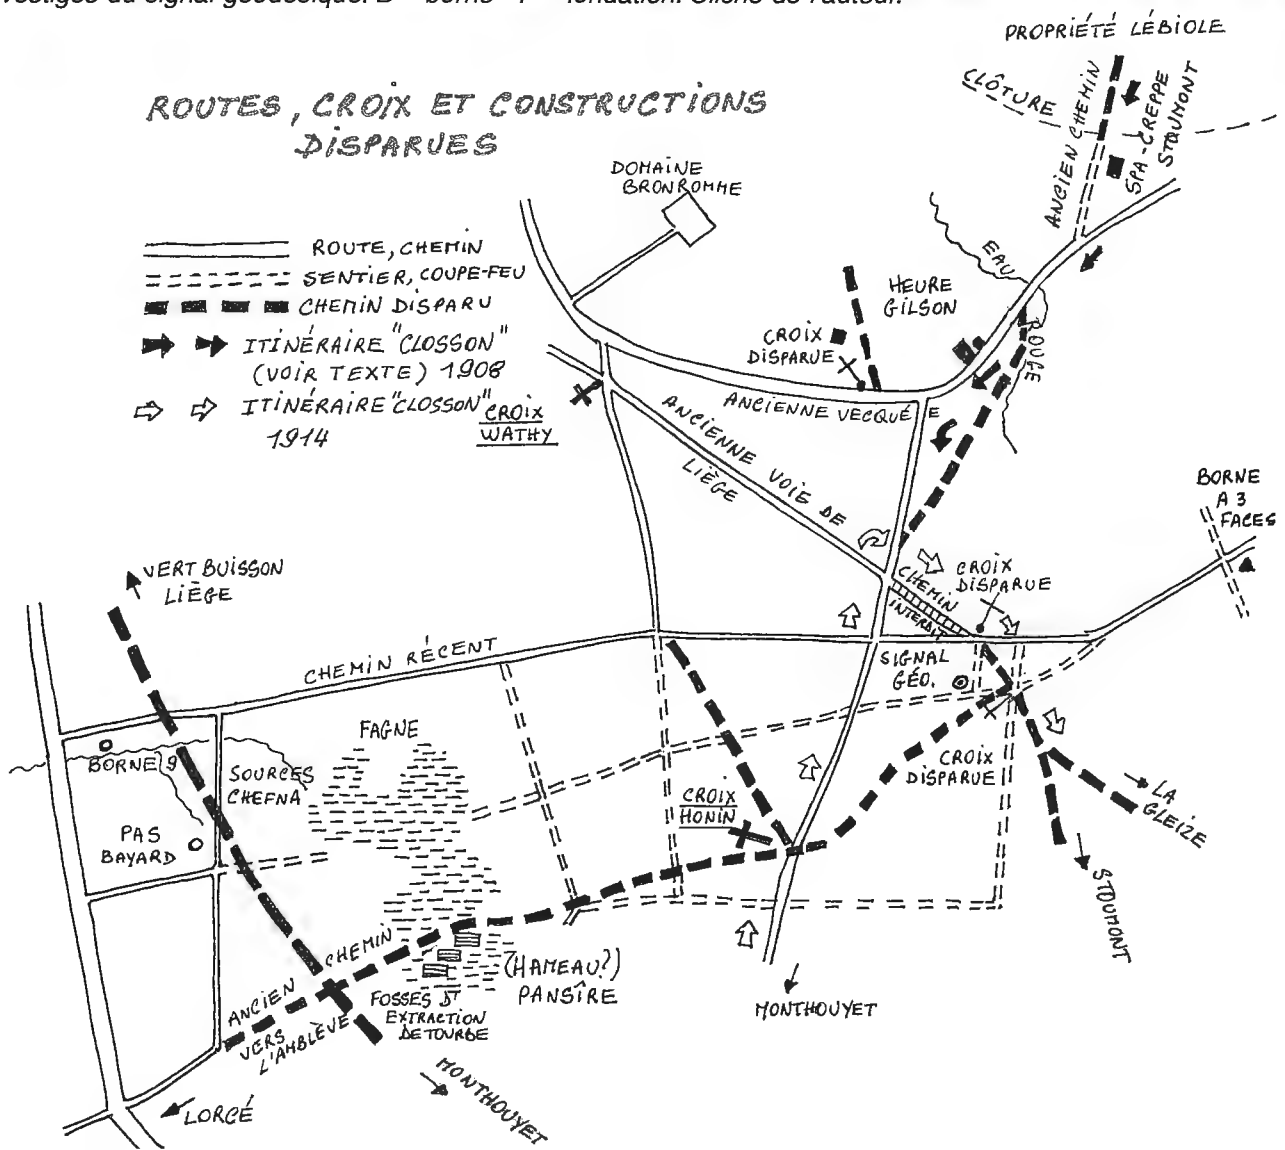 vestiges du signal géodésique. B = borne - F = fondation. Cliché de l'auteur.
PROPRIÉTÉ LÉBIOLE
CLÔTURE
ANCIEN CHEMIN
SPA-CREPPE
STOUMONT
ROUTES, CROIX ET CONSTRUCTIONS
DISPARUES
DOMAINE
BRONROMME
ROUTE, CHEMIN
SENTIER, COUPE-FEU
CHEMIN DISPARU
ITINÉRAIRE "CLOSSON"
(VOIR TEXTE) 1908
ITINÉRAIRE "CLOSSON"
1914
EAU
ROUGE
HEURE
GILSON
CROIX
DISPARUE
ANCIENNE VECQUÉE
CROIX
WATHY
ANCIENNE VOIE DE
LIÈGE
BORNE
A 3
FACES
VERT BUISSON
LIÈGE
CHEMIN
INTERDIT
CROIX
DISPARUE
CHEMIN RÉCENT
SIGNAL
GÉO.
FAGNE
BORNE 9
SOURCES
CHEFNA
CROIX
DISPARUE
LA
GLEIZE
CROIX
HONIN
PAS
BAYARD
STOUMONT
ANCIEN CHEMIN
VERS
L'AMBLÈVE
(HAMEAU?)
PANSÎRE
FOSSES D'
EXTRACTION
DE TOURBE
MONTHOUYET
MONTHOUYET
LORCÉ